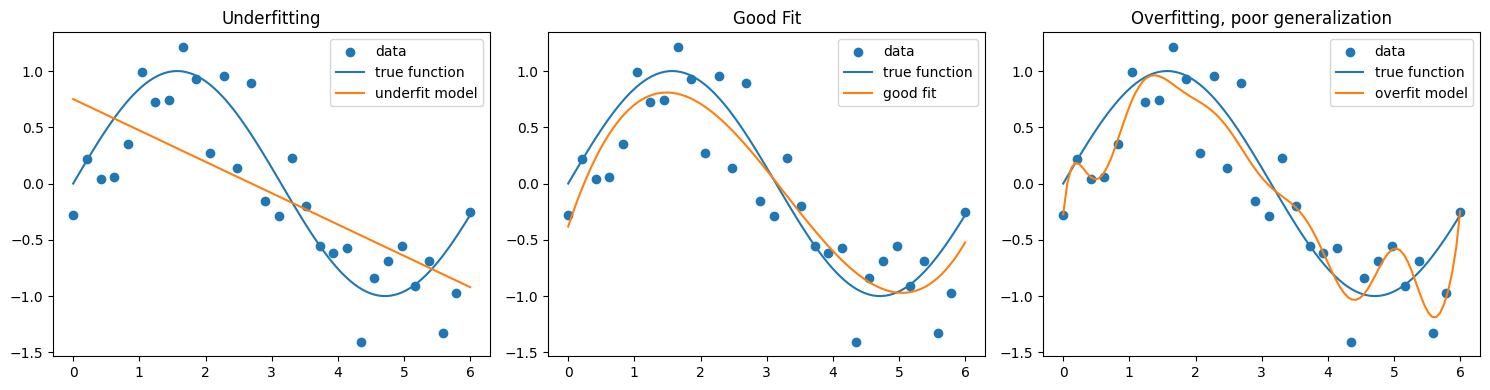 Underfitting
data
true function
underfit model
1.0
0.5
0.0
−0.5
−1.0
−1.5
0 1 2 3 4 5 6
Good Fit
data
true function
good fit
1.0
0.5
0.0
−0.5
−1.0
−1.5
0 1 2 3 4 5 6
Overfitting, poor generalization
data
true function
overfit model
1.0
0.5
0.0
−0.5
−1.0
−1.5
0 1 2 3 4 5 6